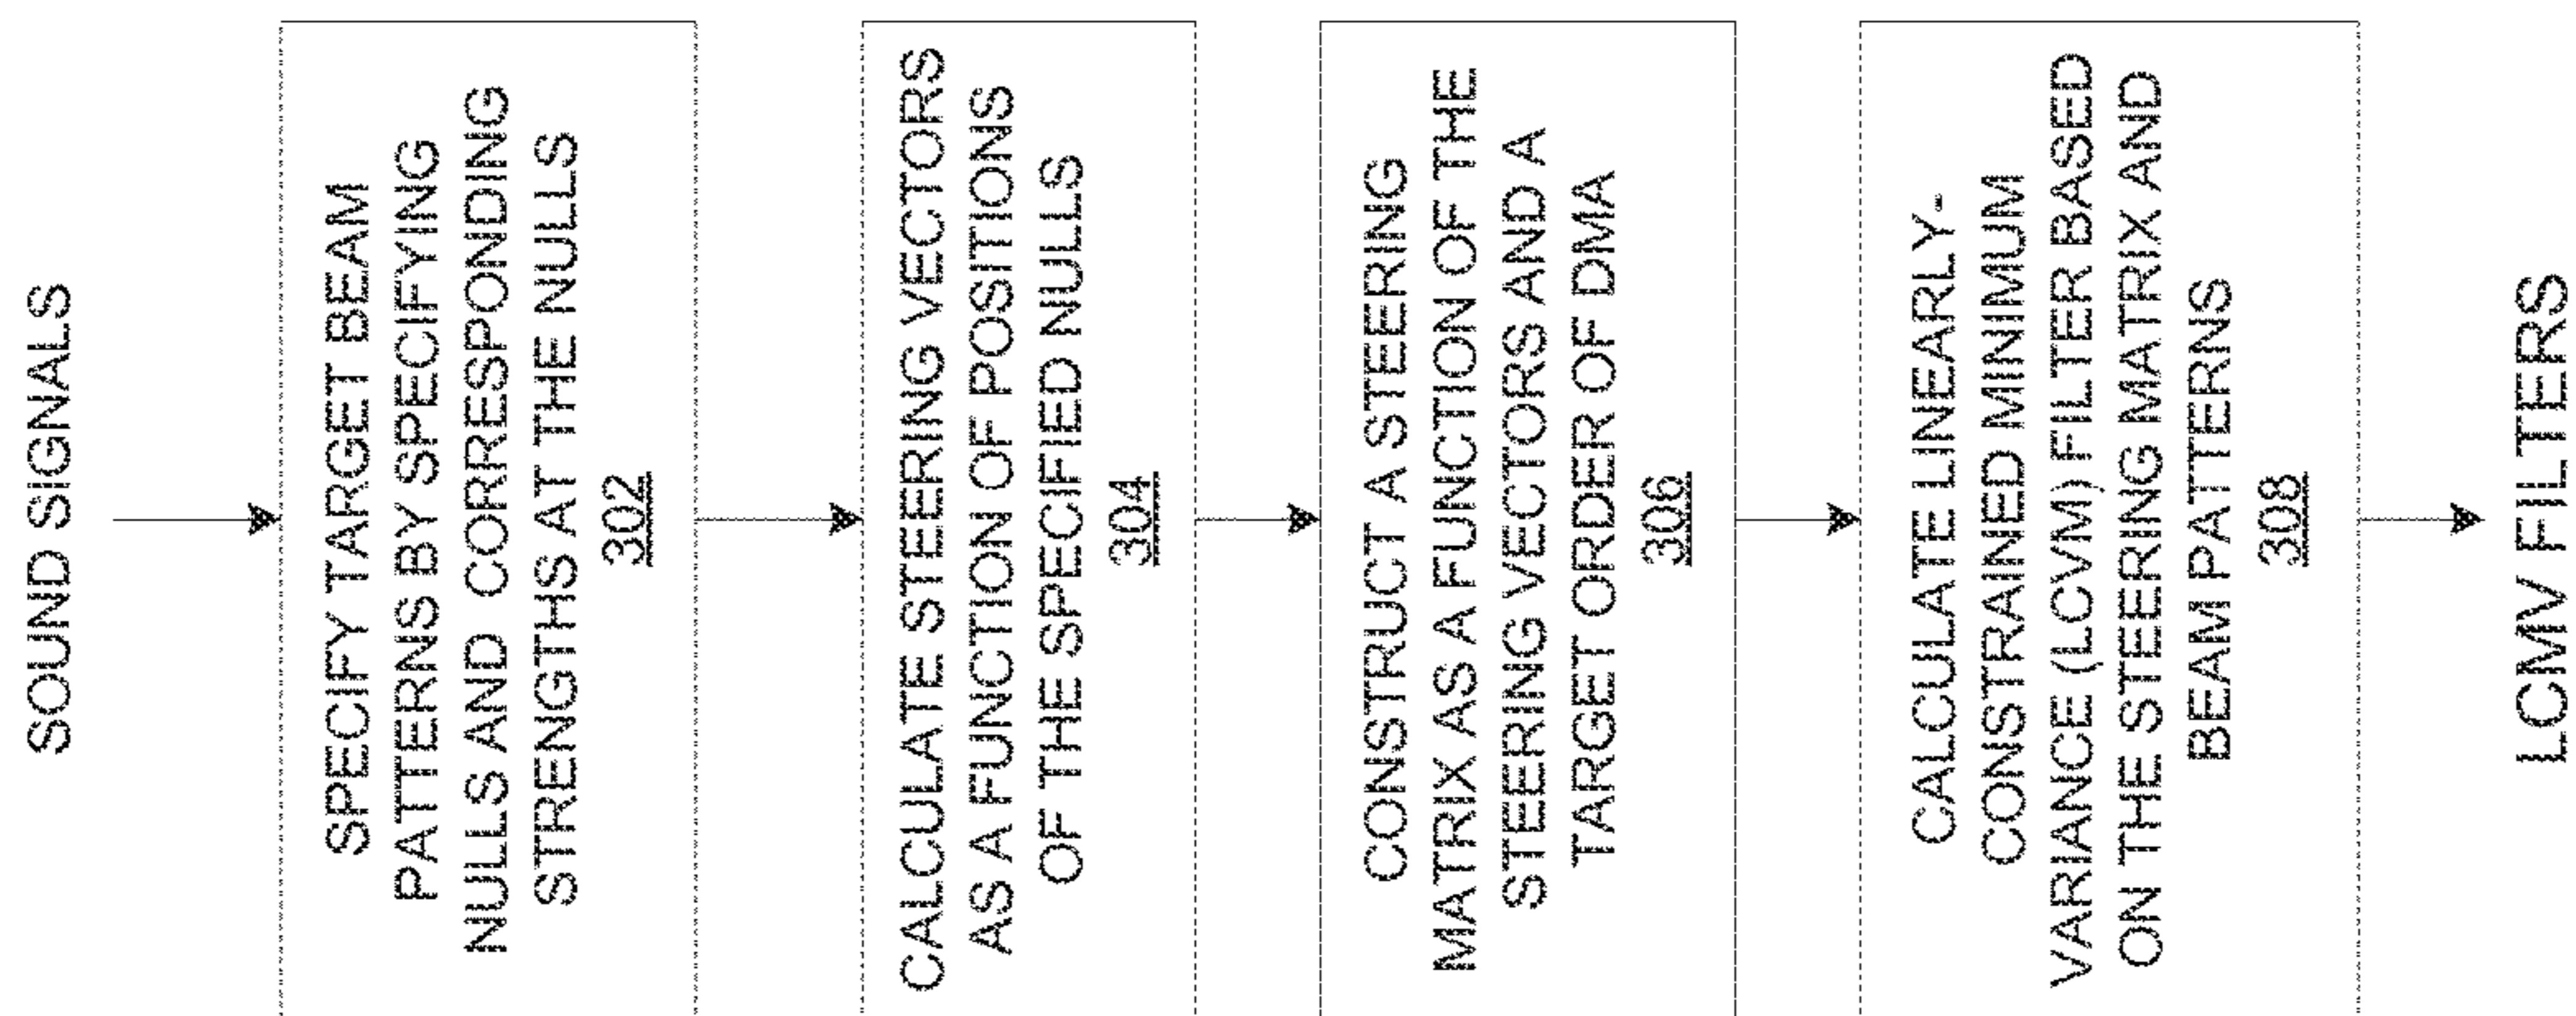 SOUND SIGNALS
SPECIFY TARGET BEAM
PATTERNS BY SPECIFYING
NULLS AND CORRESPONDING
STRENGTHS AT THE NULLS
302
CALCULATE STEERING VECTORS
AS A FUNCTION OF POSITIONS
OF THE SPECIFIED NULLS
304
CONSTRUCT A STEERING
MATRIX AS A FUNCTION OF THE
STEERING VECTORS AND A
TARGET ORDER OF DMA
306
CALCULATE LINEARLY-
CONSTRAINED MINIMUM
VARIANCE (LCVM) FILTER BASED
ON THE STEERING MATRIX AND
BEAM PATTERNS
308
LCMV FILTERS